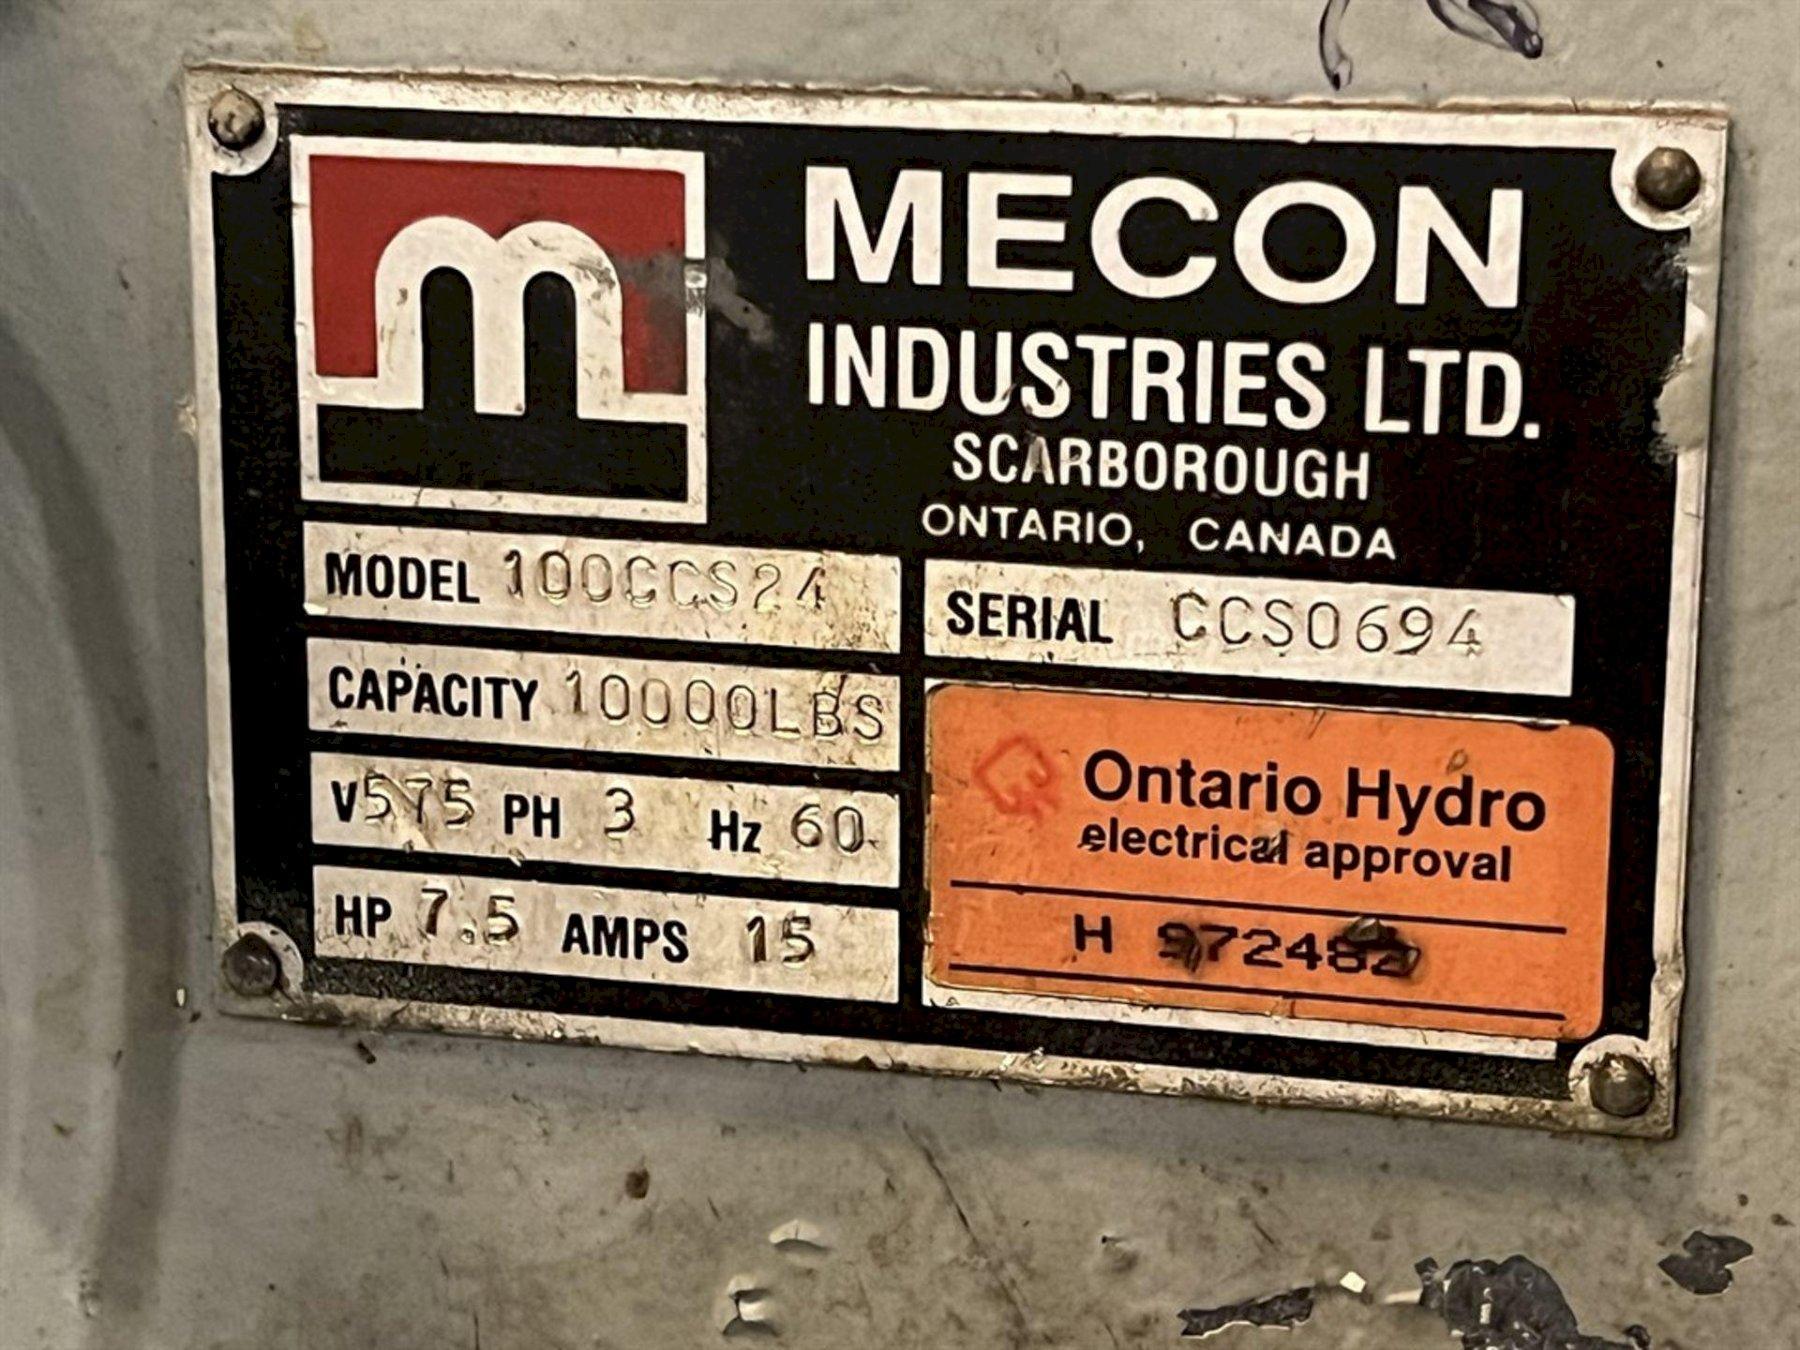 MECON
INDUSTRIES LTD.
SCARBOROUGH
ONTARIO, CANADA
MODEL 100CCS24
SERIAL CCS0694
CAPACITY 10000LBS
V575 PH 3 Hz 60
HP 7.5 AMPS 15
Ontario Hydro
electrical approval
H 972482